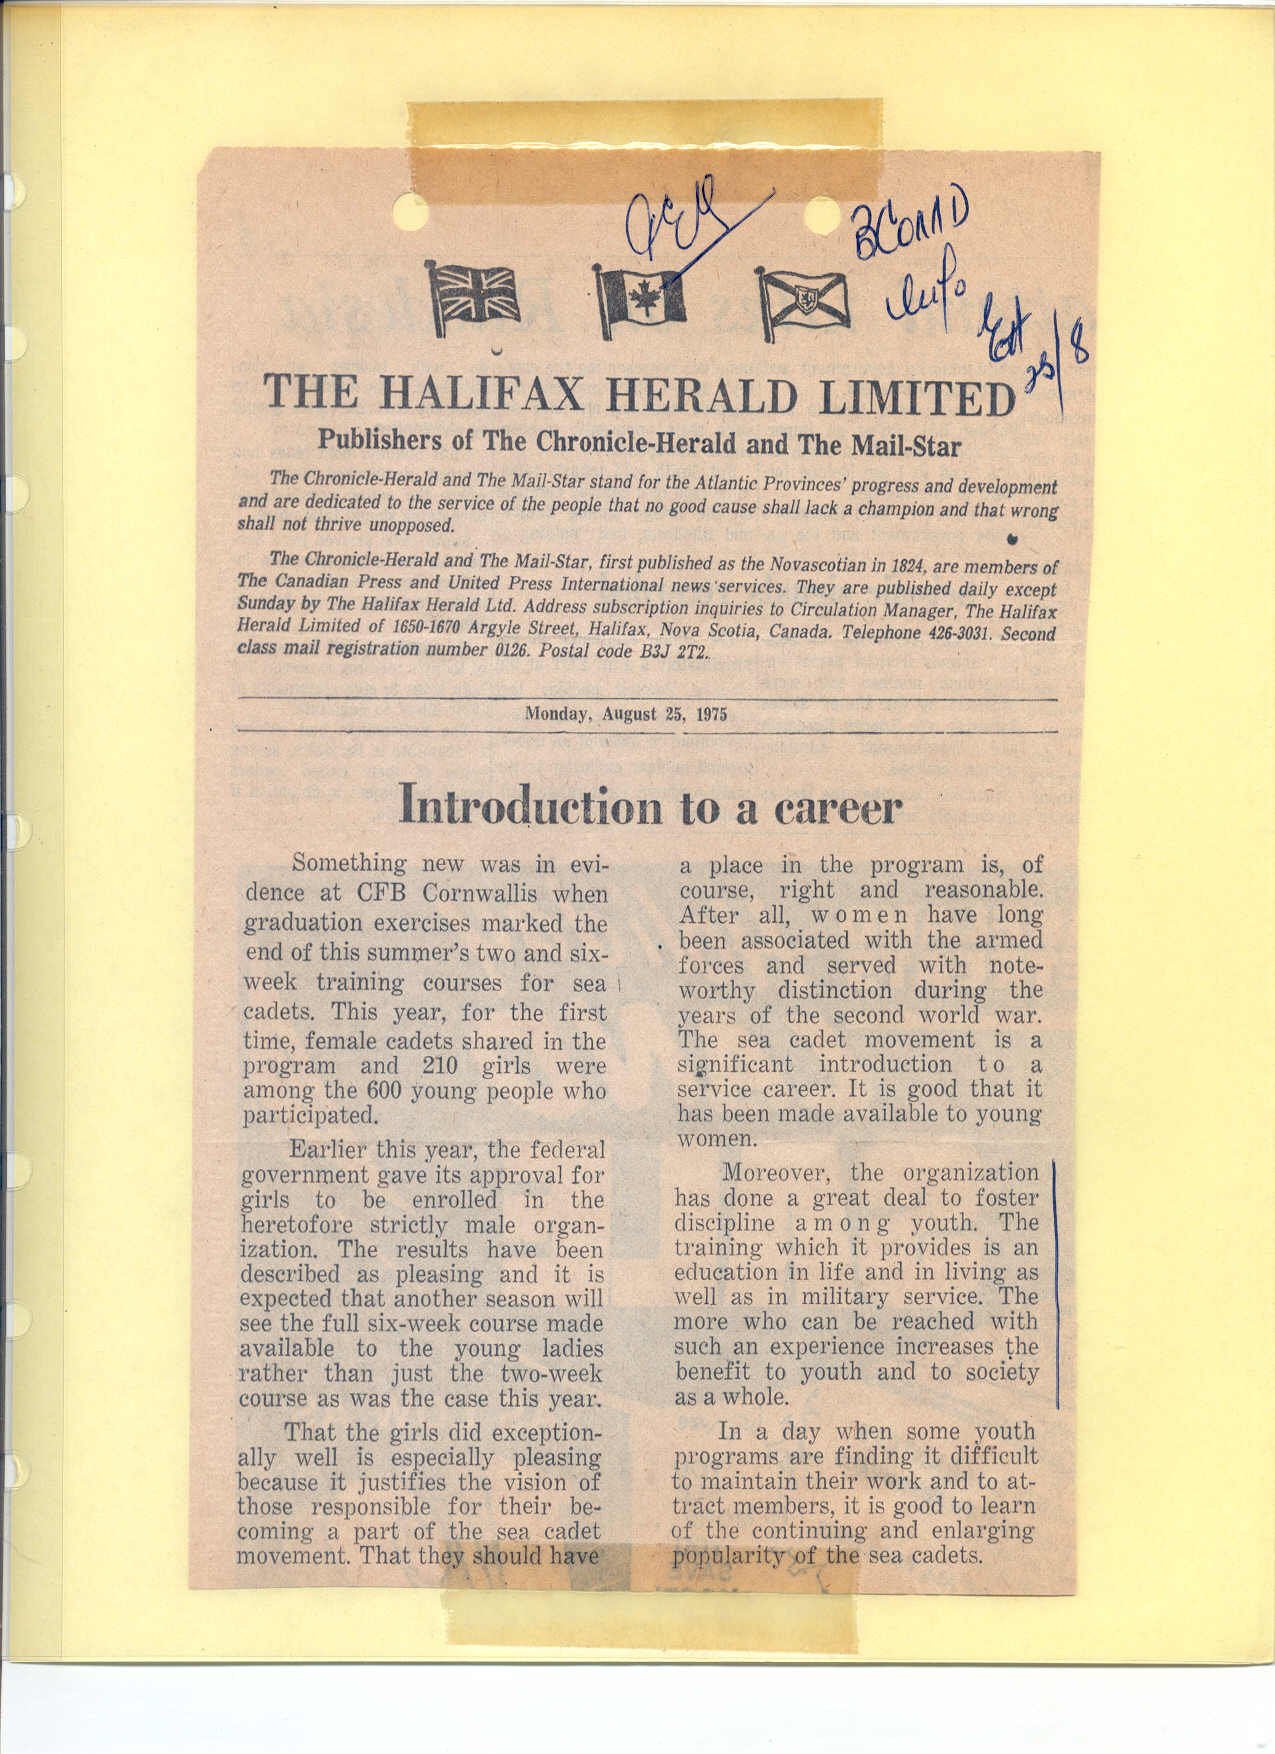 BCONAD
info
25/8
THE HALIFAX HERALD LIMITED
Publishers of The Chronicle-Herald and The Mail-Star
The Chronicle-Herald and The Mail-Star stand for the Atlantic Provinces' progress and development
and are dedicated to the service of the people that no good cause shall lack a champion and that wrong
shall not thrive unopposed.
The Chronicle-Herald and The Mail-Star, first published as the Novascotian in 1824, are members of
The Canadian Press and United Press International news services. They are published daily except
Sunday by The Halifax Herald Ltd. Address subscription inquiries to Circulation Manager, The Halifax
Herald Limited of 1650-1670 Argyle Street, Halifax, Nova Scotia, Canada. Telephone 426-3031. Second
class mail registration number 0126. Postal code B3J 2T2.
Monday, August 25, 1975
Introduction to a career
Something new was in evi-
dence at CFB Cornwallis when
graduation exercises marked the
end of this summer's two and six-
week training courses for sea
cadets. This year, for the first
time, female cadets shared in the
program and 210 girls were
among the 600 young people who
participated.
Earlier this year, the federal
government gave its approval for
girls to be enrolled in the
heretofore strictly male organ-
ization. The results have been
described as pleasing and it is
expected that another season will
see the full six-week course made
available to the young ladies
rather than just the two-week
course as was the case this year.
That the girls did exception-
ally well is especially pleasing
because it justifies the vision of
those responsible for their be-
coming a part of the sea cadet
movement. That they should have
a place in the program is, of
course, right and reasonable.
After all, women have long
been associated with the armed
forces and served with note-
worthy distinction during the
years of the second world war.
The sea cadet movement is a
significant introduction to a
service career. It is good that it
has been made available to young
women.
Moreover, the organization
has done a great deal to foster
discipline among youth. The
training which it provides is an
education in life and in living as
well as in military service. The
more who can be reached with
such an experience increases the
benefit to youth and to society
as a whole.
In a day when some youth
programs are finding it difficult
to maintain their work and to at-
tract members, it is good to learn
of the continuing and enlarging
popularity of the sea cadets.